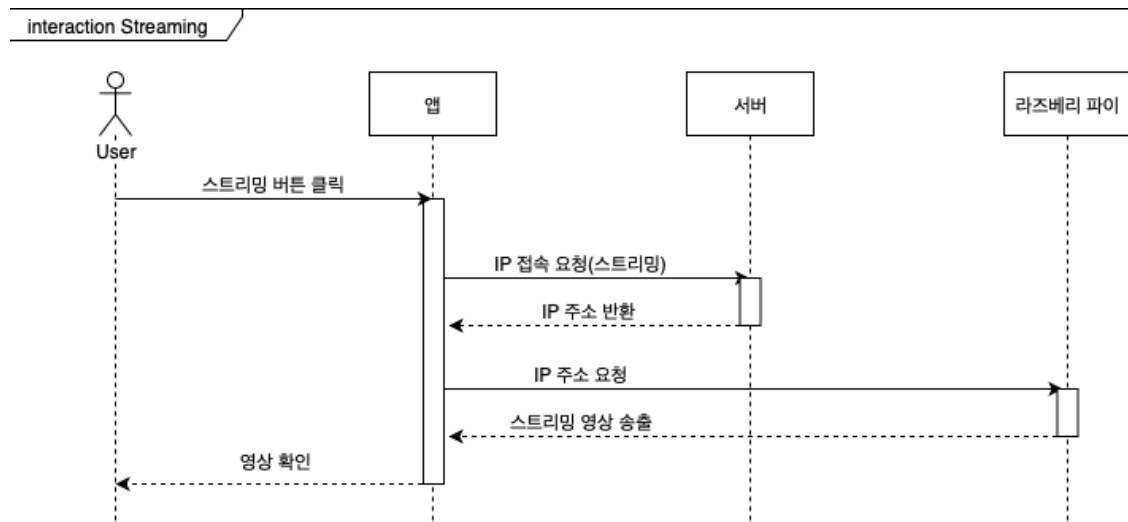 interaction Streaming
User
앱
서버
라즈베리 파이
스트리밍 버튼 클릭
IP 접속 요청(스트리밍)
IP 주소 반환
IP 주소 요청
스트리밍 영상 송출
영상 확인